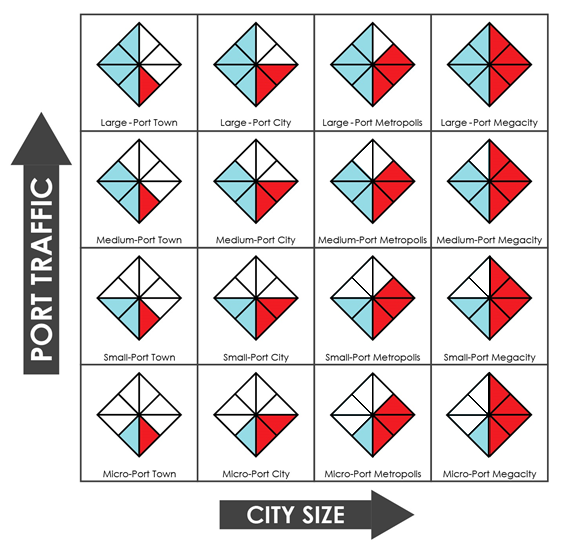 Large-Port Town
Large-Port City
Large-Port Metropolis
Large-Port Megacity
Medium-Port Town
Medium-Port City
Medium-Port Metropolis
Medium-Port Megacity
Small-Port Town
Small-Port City
Small-Port Metropolis
Small-Port Megacity
Micro-Port Town
Micro-Port City
Micro-Port Metropolis
Micro-Port Megacity
PORT TRAFFIC
CITY SIZE